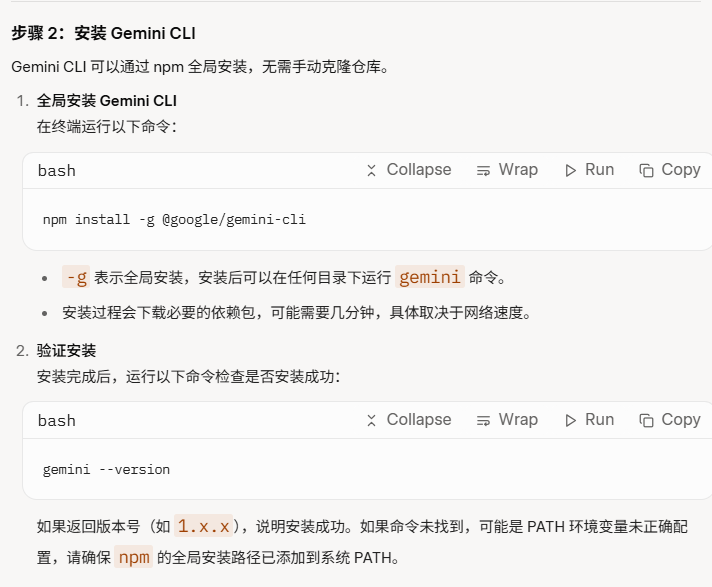 步骤 2：安装 Gemini CLI
Gemini CLI 可以通过 npm 全局安装，无需手动克隆仓库。
1. 全局安装 Gemini CLI
在终端运行以下命令：
bash Collapse Wrap Run Copy
npm install -g @google/gemini-cli
• -g 表示全局安装，安装后可以在任何目录下运行 gemini 命令。
• 安装过程会下载必要的依赖包，可能需要几分钟，具体取决于网络速度。
2. 验证安装
安装完成后，运行以下命令检查是否安装成功：
bash Collapse Wrap Run Copy
gemini --version
如果返回版本号（如 1.x.x），说明安装成功。如果命令未找到，可能是 PATH 环境变量未正确配
置，请确保 npm 的全局安装路径已添加到系统 PATH。